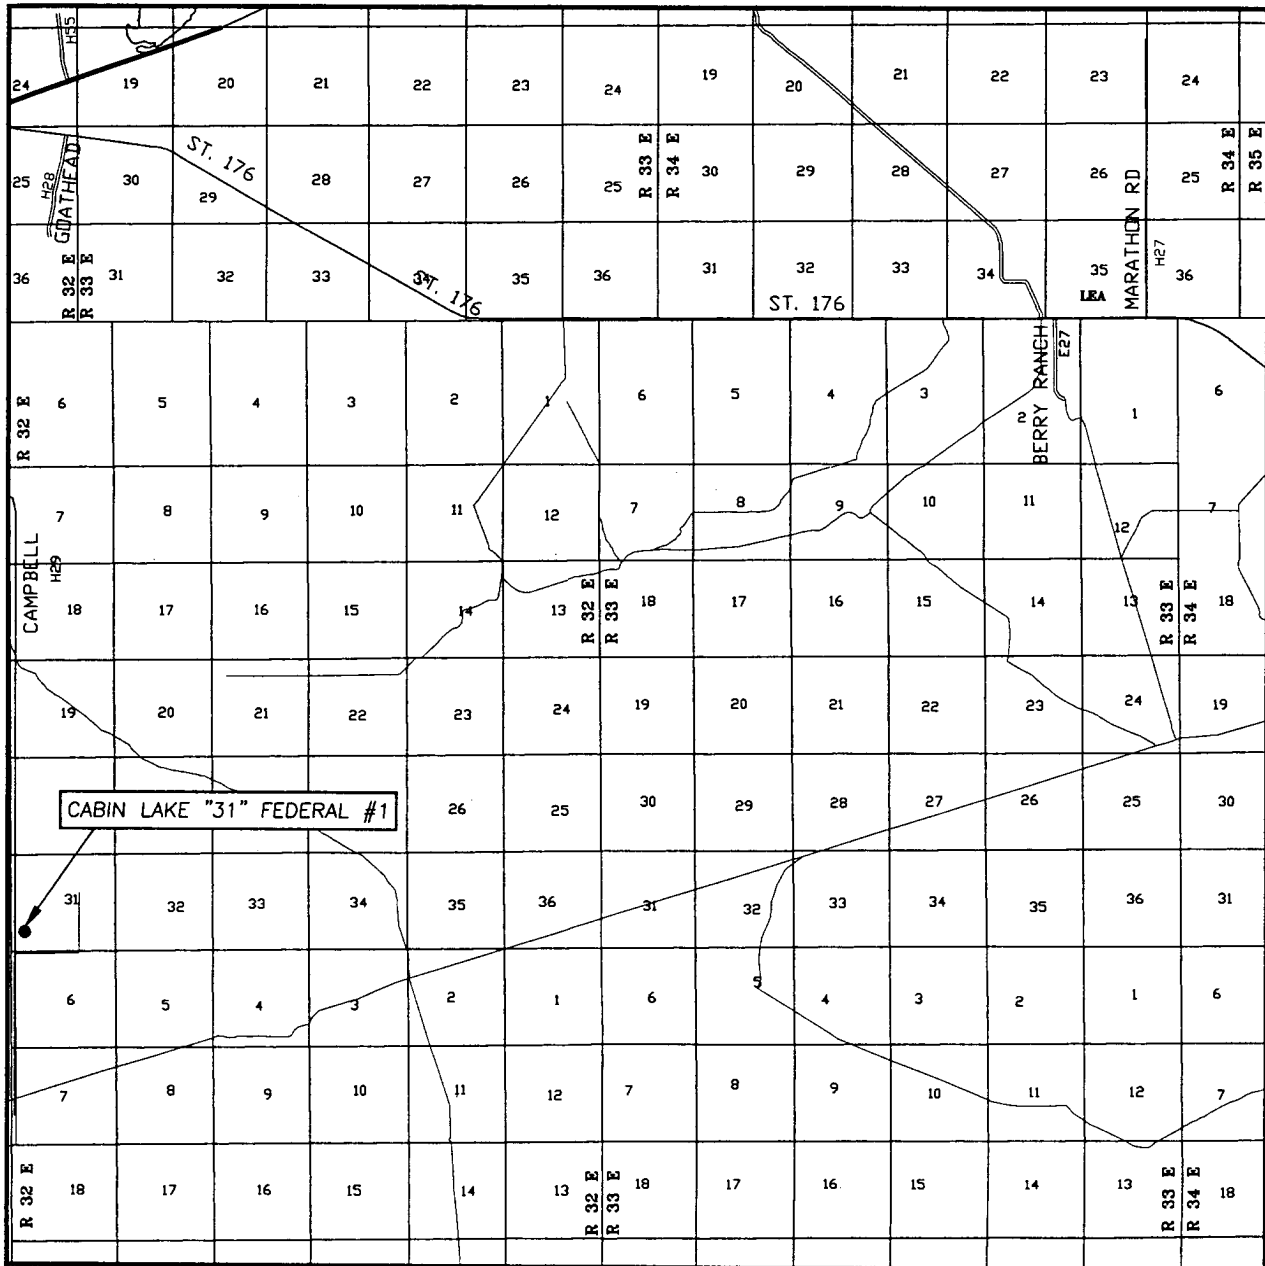 H55
24 19 20 21 22 23 24 19 20 21 22 23 24
ST. 176
R 33 E R 34 E
R 34 E R 35 E
25 H28 GOATHEAD 30 29 28 27 26 25 30 29 28 27 26 MARATHON RD 25
R 32 E R 33 E
36 31 32 33 34 35 36 31 32 33 34 35 H27 36
ST. 176
ST. 176
LEA
BERRY RANCH E27
R 32 E
6 5 4 3 2 1 6 5 4 3 2 1 6
7 8 9 10 11 12 7 8 9 10 11 12 7
CAMPBELL H29
R 32 E R 33 E
R 33 E R 34 E
18 17 16 15 14 13 18 17 16 15 14 13 18
19 20 21 22 23 24 19 20 21 22 23 24 19
CABIN LAKE "31" FEDERAL #1
26 25 30 29 28 27 26 25 30
31 32 33 34 35 36 31 32 33 34 35 36 31
6 5 4 3 2 1 6 5 4 3 2 1 6
7 8 9 10 11 12 7 8 9 10 11 12 7
R 32 E
R 32 E R 33 E
R 33 E R 34 E
18 17 16 15 14 13 18 17 16 15 14 13 18